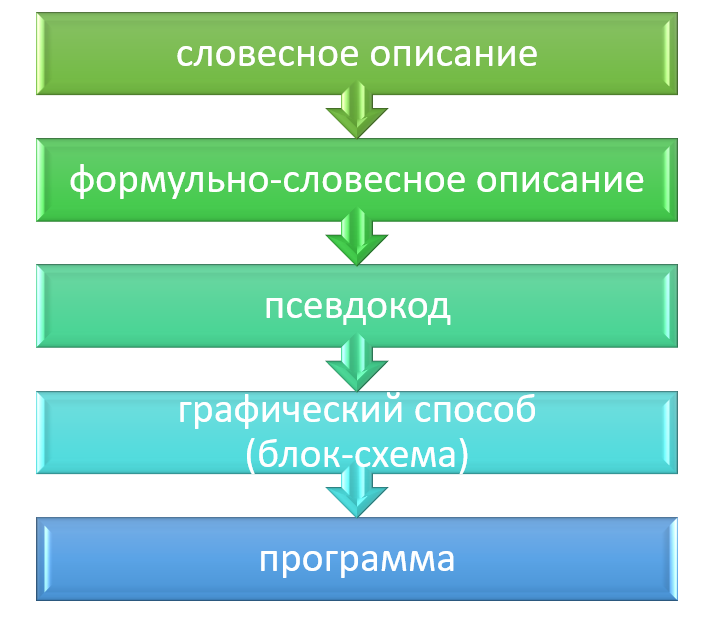 словесное описание
формульно-словесное описание
псевдокод
графический способ
(блок-схема)
программа